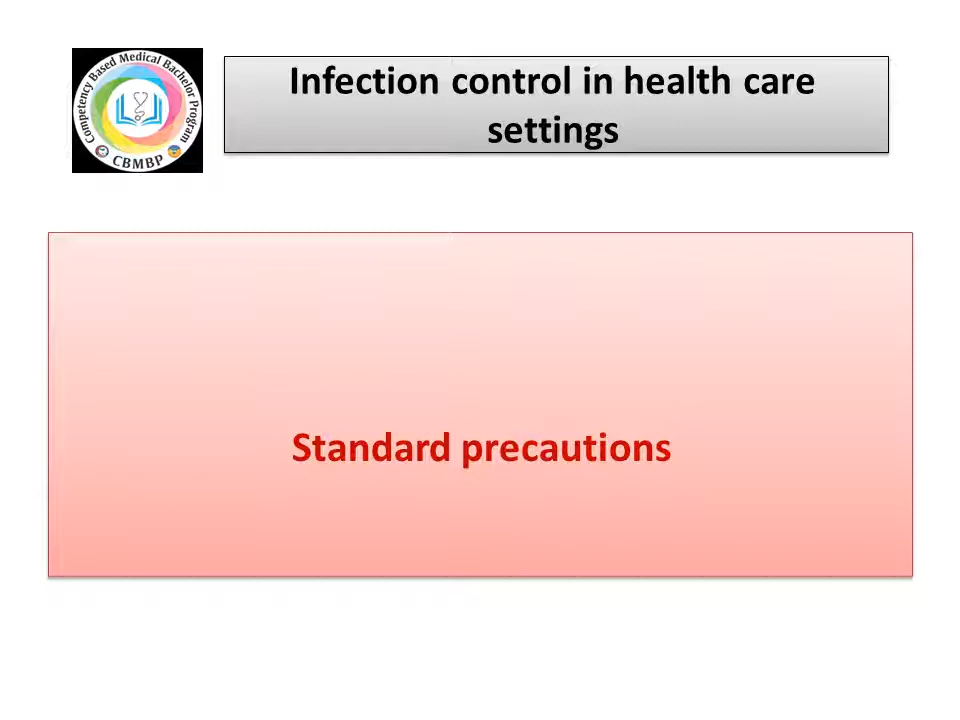 Competency Based Medical Bachelor Program
CBMBP
Infection control in health care
settings
Standard precautions